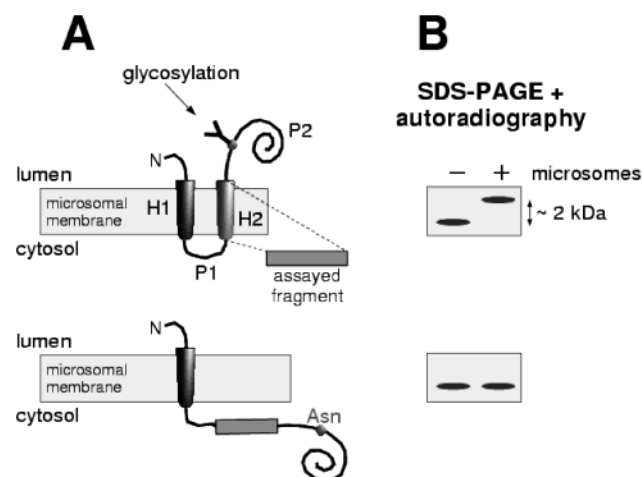 A
B
glycosylation
P2
SDS-PAGE +
autoradiography
N
lumen
microsomal
membrane
H1
H2
cytosol
P1
assayed
fragment
− + microsomes
~ 2 kDa
lumen
N
microsomal
membrane
cytosol
Asn